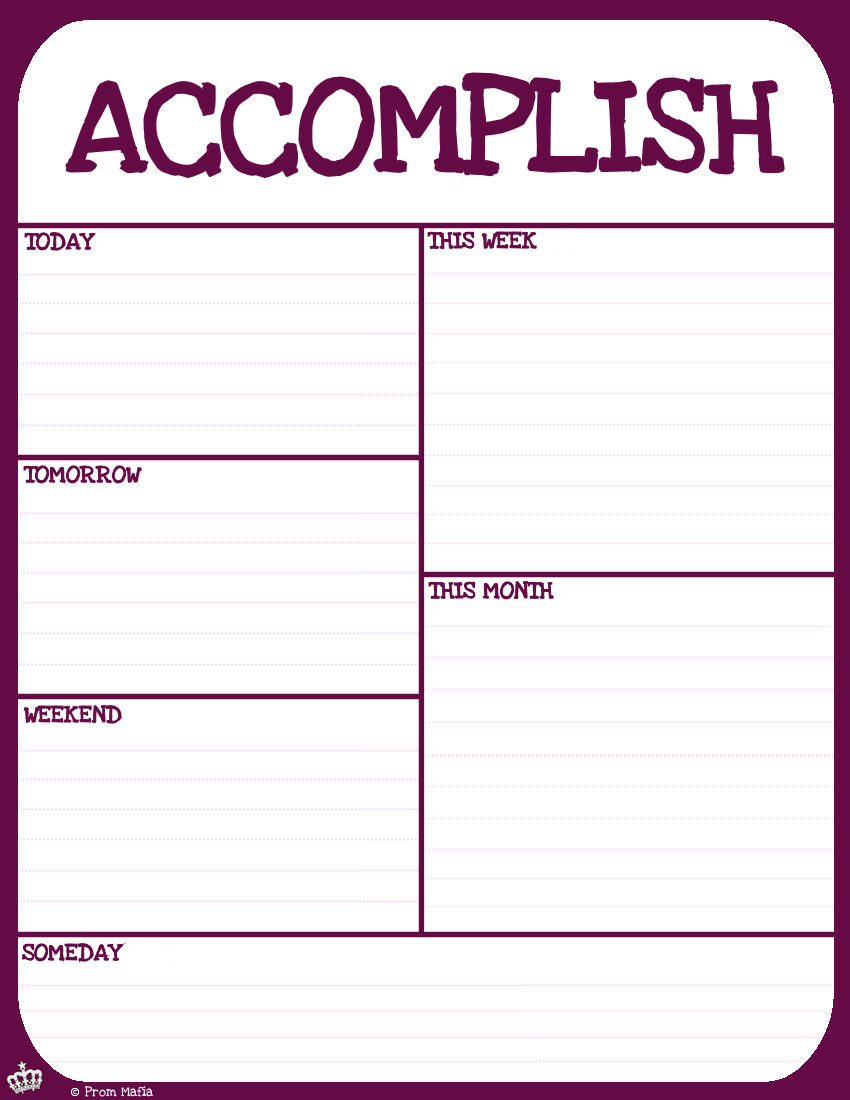 ACCOMPLISH
TODAY
THIS WEEK
TOMORROW
THIS MONTH
WEEKEND
SOMEDAY
© Prom Mafia